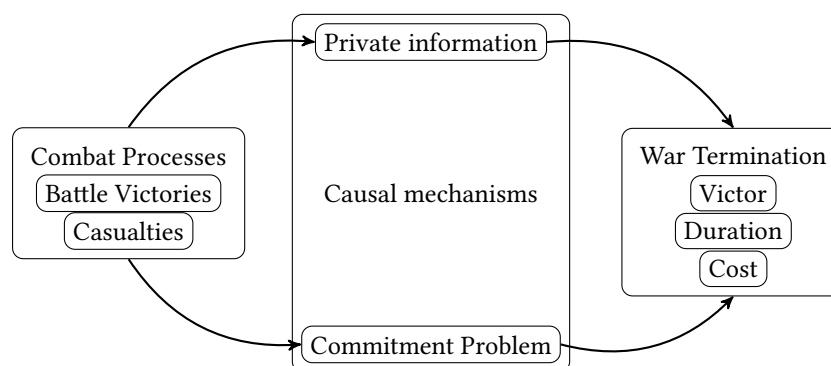 Private information
Combat Processes
Battle Victories
Casualties
Causal mechanisms
War Termination
Victor
Duration
Cost
Commitment Problem